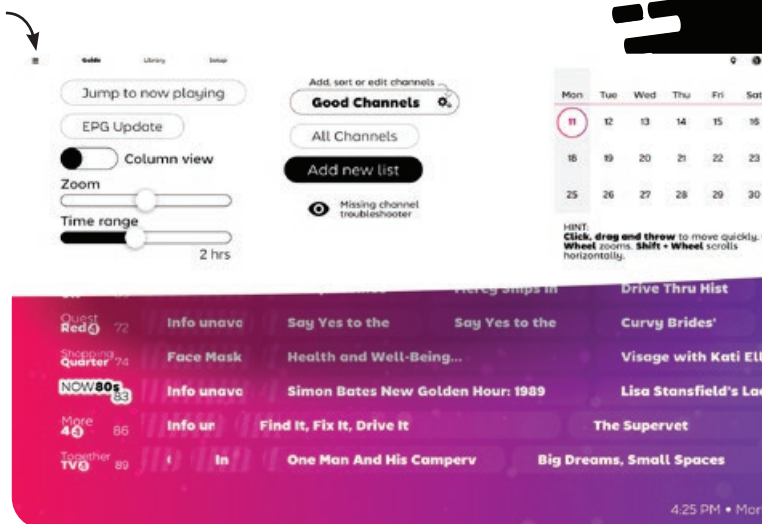 Guide Library Setup
Jump to now playing
EPG Update
Column view
Zoom
Time range
2 hrs
Add, sort or edit channels
Good Channels
All Channels
Add new list
Missing channel
troubleshooter
Mon Tue Wed Thu Fri Sat
11 12 13 14 15 16
18 19 20 21 22 23
25 26 27 28 29 30
HINT:
Click, drag and throw to move quickly.
Wheel zooms. Shift + Wheel scrolls
horizontally.
Drive Thru Hist
Quest
Red 72 Info unava Say Yes to the Say Yes to the Curvy Brides'
Shopping
Quarter 74 Face Mask Health and Well-Being... Visage with Kati Ell
NOW80s 83 Info unava Simon Bates New Golden Hour: 1989 Lisa Stansfield's La
More
4 86 Info un Find It, Fix It, Drive It The Supervet
Together
TV 89 In One Man And His Camperv Big Dreams, Small Spaces
4:25 PM • Mon